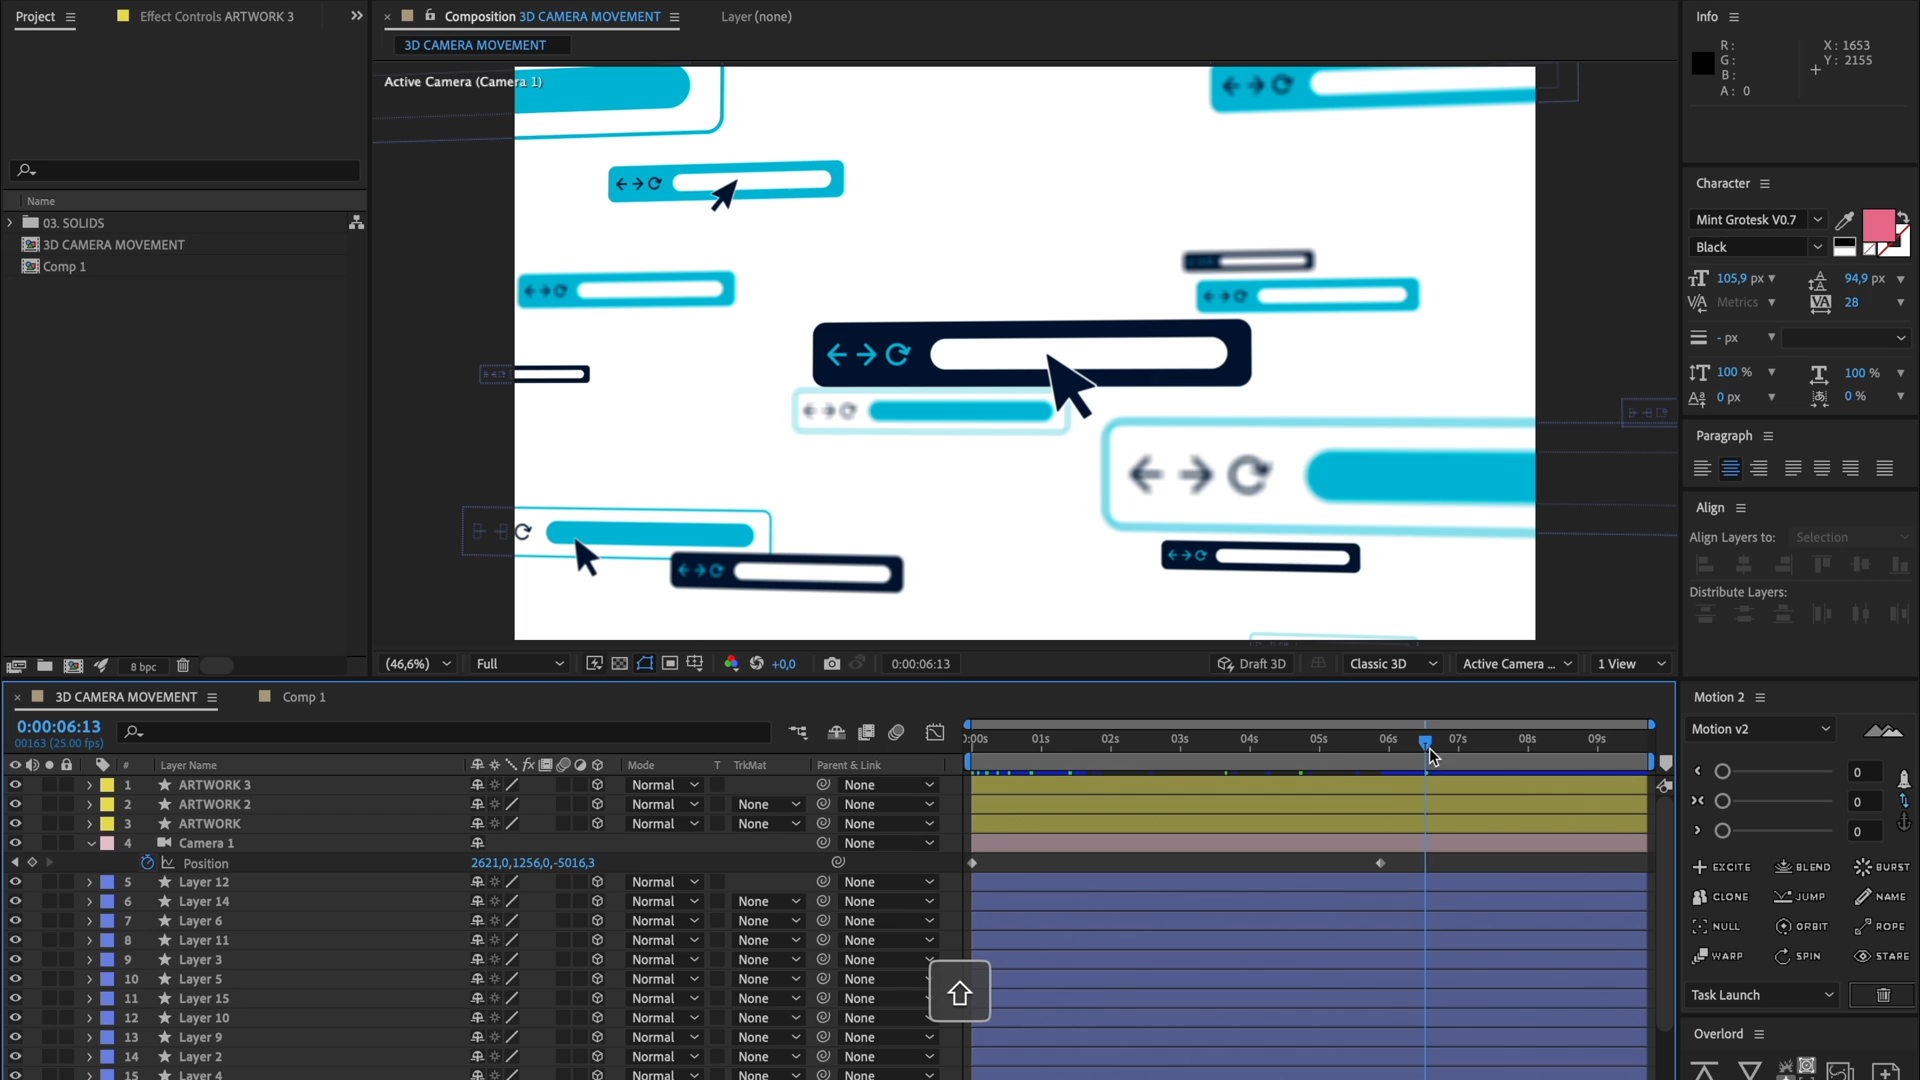 Project
Effect Controls ARTWORK 3
Composition 3D CAMERA MOVEMENT
Layer (none)
Info
3D CAMERA MOVEMENT
R:
G:
B:
A: 0
X: 1653
Y: 2155
Active Camera (Camera 1)
Name
03. SOLIDS
3D CAMERA MOVEMENT
Comp 1
Character
Mint Grotesk V0.7
Black
105,9 px
94,9 px
Metrics
28
- px
100 %
100 %
0 px
0 %
Paragraph
Align
Align Layers to:
Selection
Distribute Layers:
8 bpc
(46,6%)
Full
+0,0
0:00:06:13
Draft 3D
Classic 3D
Active Camera ...
1 View
3D CAMERA MOVEMENT
Comp 1
Motion 2
0:00:06:13
00163 (25.00 fps)
0:00s
01s
02s
03s
04s
05s
06s
07s
08s
09s
Motion v2
#
Layer Name
fx
Mode
T
TrkMat
Parent & Link
1 ARTWORK 3 Normal None
2 ARTWORK 2 Normal None None
3 ARTWORK Normal None None
4 Camera 1 None
Position 2621,0,1256,0,-5016,3
5 Layer 12 Normal None
6 Layer 14 Normal None None
7 Layer 6 Normal None None
8 Layer 11 Normal None None
9 Layer 3 Normal None None
10 Layer 5 Normal None None
11 Layer 15 Normal None None
12 Layer 10 Normal None None
13 Layer 9 Normal None None
14 Layer 2 Normal None None
15 Layer 4 Normal None None
0
0
0
EXCITE
BLEND
BURST
CLONE
JUMP
NAME
NULL
ORBIT
ROPE
WARP
SPIN
STARE
Task Launch
Overlord